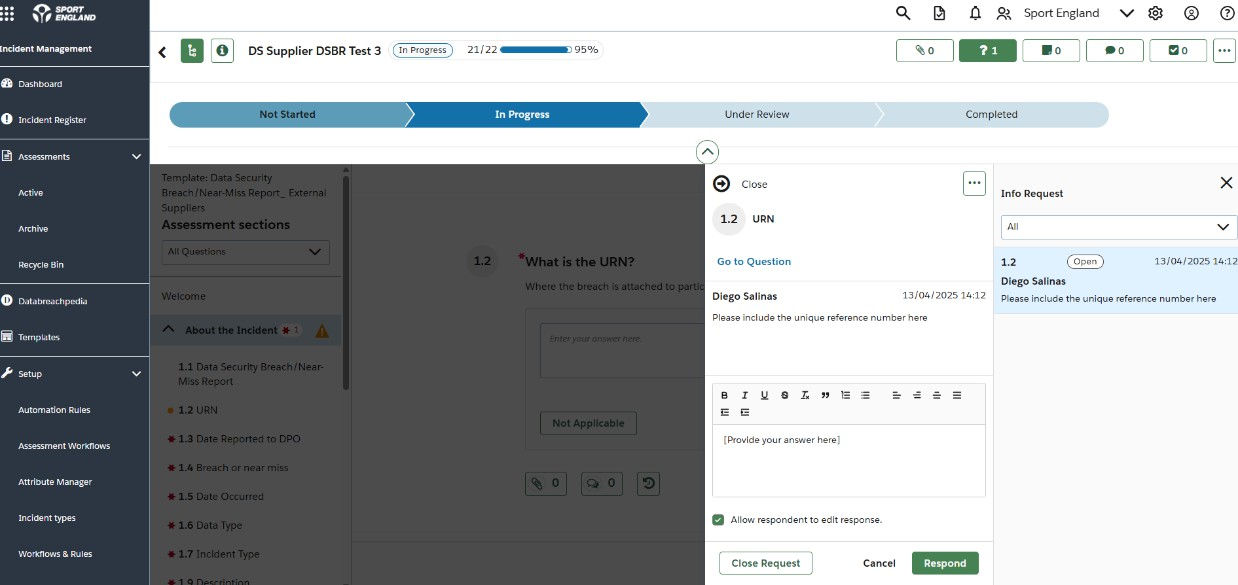 SPORT
ENGLAND
Sport England
Incident Management
Dashboard
Incident Register
Assessments
Active
Archive
Recycle Bin
Databreachpedia
Templates
Setup
Automation Rules
Assessment Workflows
Attribute Manager
Incident types
Workflows & Rules
DS Supplier DSBR Test 3
In Progress
21/22
95%
0
? 1
0
0
0
Not Started
In Progress
Under Review
Completed
Template: Data Security
Breach/Near-Miss Report_ External
Suppliers
Assessment sections
All Questions
Welcome
About the Incident * 1
1.1 Data Security Breach/Near-
Miss Report
1.2 URN
* 1.3 Date Reported to DPO
* 1.4 Breach or near miss
* 1.5 Date Occurred
* 1.6 Data Type
* 1.7 Incident Type
* 1.9 Description
1.2
*What is the URN?
Where the breach is attached to partic
Enter your answer here.
Not Applicable
0
0
Close
1.2 URN
Go to Question
Diego Salinas 13/04/2025 14:12
Please include the unique reference number here
[Provide your answer here]
Allow respondent to edit response.
Close Request
Cancel
Respond
Info Request
All
1.2 Open 13/04/2025 14:12
Diego Salinas
Please include the unique reference number here